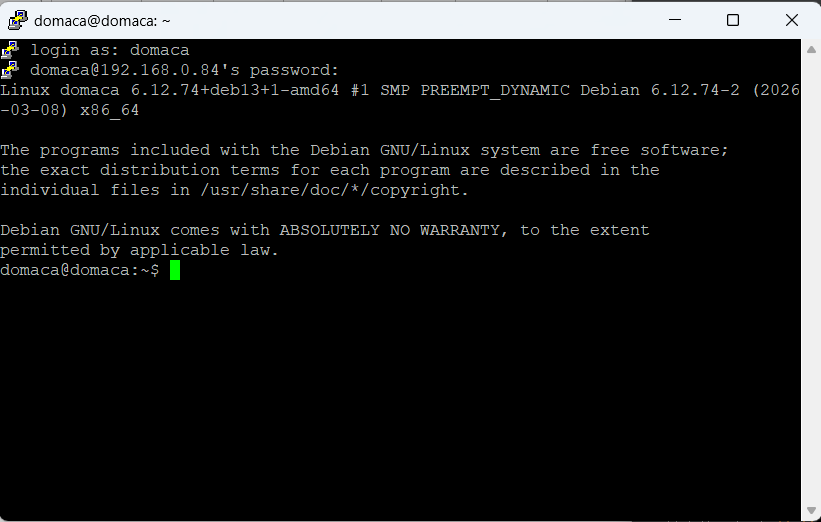 domaca@domaca: ~
login as: domaca
domaca@192.168.0.84's password:
Linux domaca 6.12.74+deb13+1-amd64 #1 SMP PREEMPT_DYNAMIC Debian 6.12.74-2 (2026
-03-08) x86_64
The programs included with the Debian GNU/Linux system are free software;
the exact distribution terms for each program are described in the
individual files in /usr/share/doc/*/copyright.
Debian GNU/Linux comes with ABSOLUTELY NO WARRANTY, to the extent
permitted by applicable law.
domaca@domaca:~$